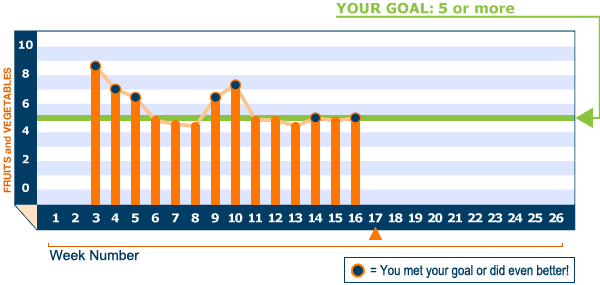 YOUR GOAL: 5 or more
FRUITS and VEGETABLES
10
8
6
4
2
0
1 2 3 4 5 6 7 8 9 10 11 12 13 14 15 16 17 18 19 20 21 22 23 24 25 26
Week Number
= You met your goal or did even better!